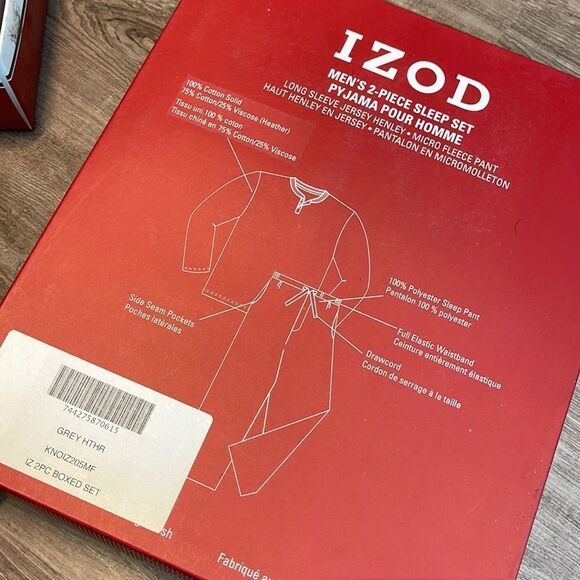 IZOD
MEN'S 2-PIECE SLEEP SET
PYJAMA POUR HOMME
LONG SLEEVE JERSEY HENLEY • MICRO FLEECE PANT
HAUT HENLEY EN JERSEY • PANTALON EN MICROMOLLETON
100% Cotton Solid
75% Cotton/25% Viscose (Heather)
Tissu uni, 100 % coton
Tissu chiné en 75% Cotton/25% Viscose
Side Seam Pockets
Poches latérales
100% Polyester Sleep Pant
Pantalon 100 % polyester
Full Elastic Waistband
Ceinture entièrement élastique
Drawcord
Cordon de serrage à la taille
744275870615
GREY HTHR
KNOIZ205MF
IZ 2PC BOXED SET
Fabriqué au